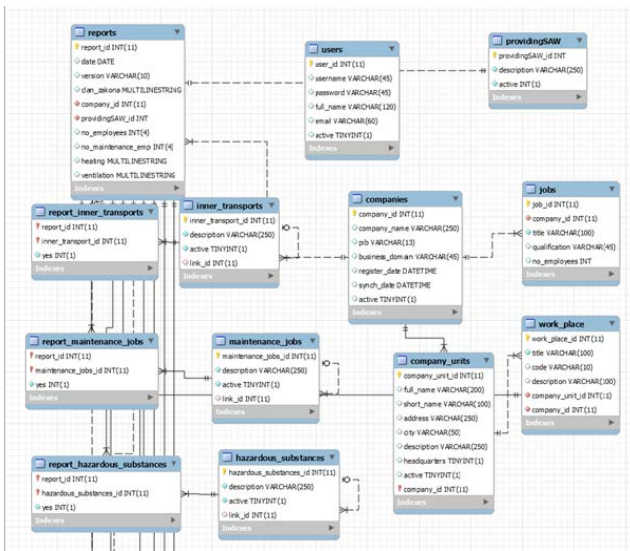 reports
report_id INT(11)
date DATE
version VARCHAR(10)
clan_zakona MULTILINESTRING
company_id INT(11)
providingSAW_id INT
no_employees INT(4)
no_maintenance_emp INT(4)
heating MULTILINESTRING
ventilation MULTILINESTRING
Indexes
users
user_id INT(11)
username VARCHAR(45)
password VARCHAR(45)
full_name VARCHAR(120)
email VARCHAR(60)
active TINYINT(1)
Indexes
providingSAW
providingSAW_id INT
description VARCHAR(250)
active INT(1)
Indexes
report_inner_transports
report_id INT(11)
inner_transport_id INT(11)
yes INT(1)
Indexes
inner_transports
inner_transport_id INT(11)
description VARCHAR(250)
active TINYINT(1)
link_id INT(11)
Indexes
companies
company_id INT(11)
company_name VARCHAR(250)
pib VARCHAR(13)
business_domain VARCHAR(45)
register_date DATETIME
synch_date DATETIME
active TINYINT(1)
Indexes
jobs
job_id INT(11)
company_id INT(11)
title VARCHAR(100)
qualification VARCHAR(45)
no_employees INT
Indexes
report_maintenance_jobs
report_id INT(11)
maintenance_jobs_id INT(11)
yes INT(1)
Indexes
maintenance_jobs
maintenance_jobs_id INT(11)
description VARCHAR(250)
active TINYINT(1)
link_id INT(11)
Indexes
company_units
company_unit_id INT(11)
full_name VARCHAR(200)
short_name VARCHAR(100)
address VARCHAR(250)
city VARCHAR(50)
description VARCHAR(250)
headquarters TINYINT(1)
active TINYINT(1)
company_id INT(11)
Indexes
work_place
work_place_id INT(11)
title VARCHAR(100)
code VARCHAR(10)
description VARCHAR(100)
company_unit_id INT(11)
company_id INT(11)
Indexes
report_hazardous_substances
report_id INT(11)
hazardous_substances_id INT(11)
yes INT(1)
Indexes
hazardous_substances
hazardous_substances_id INT(11)
description VARCHAR(250)
active TINYINT(1)
link_id INT(11)
Indexes